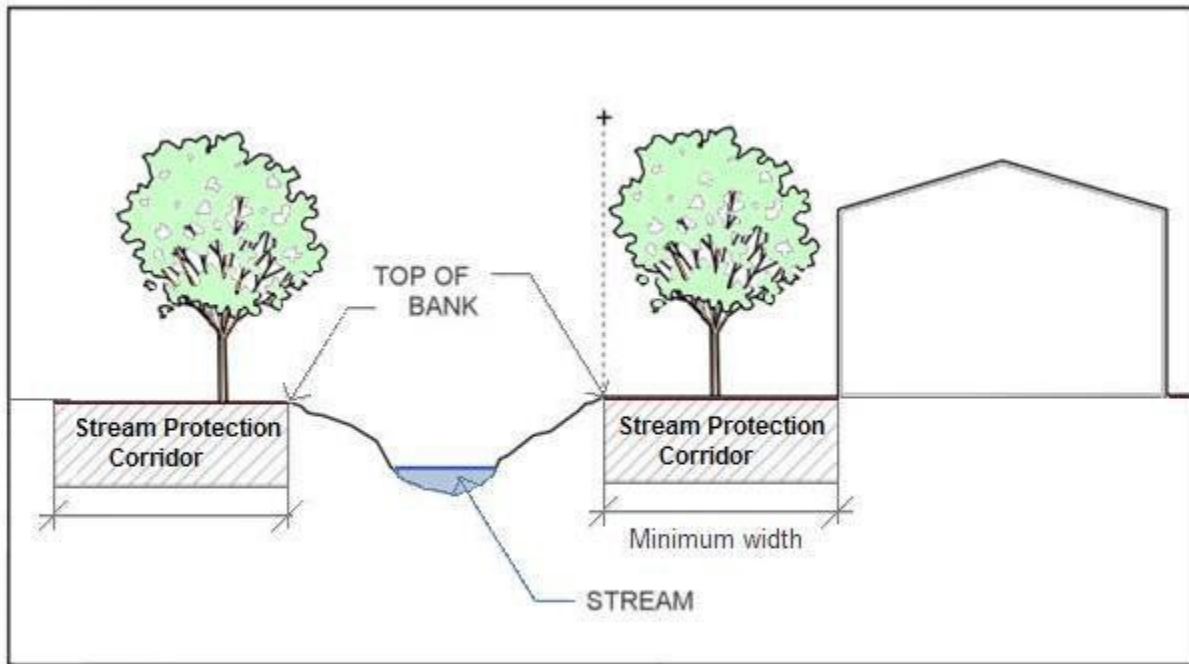 TOP OF
BANK
Stream Protection
Corridor
Stream Protection
Corridor
Minimum width
STREAM